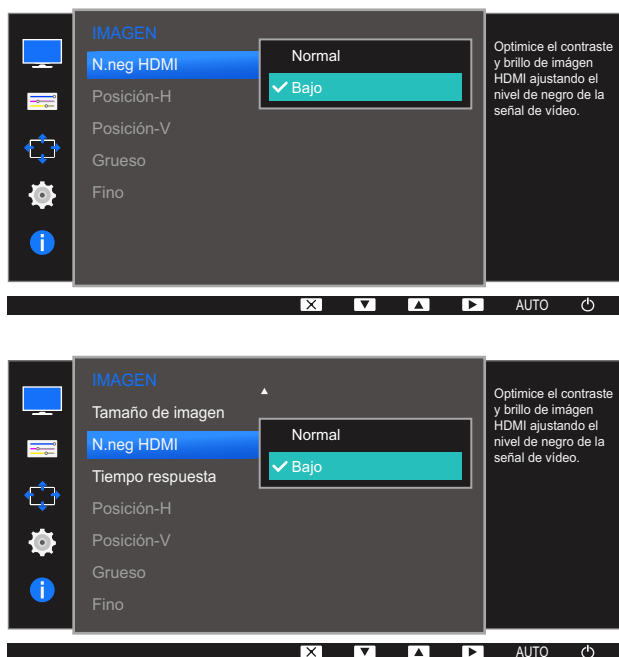 IMAGEN
N.neg HDMI
Normal
Bajo
Posición-H
Posición-V
Grueso
Fino
Optimice el contraste
y brillo de imágen
HDMI ajustando el
nivel de negro de la
señal de vídeo.
AUTO
IMAGEN
Tamaño de imagen
N.neg HDMI
Normal
Bajo
Tiempo respuesta
Posición-H
Posición-V
Grueso
Fino
Optimice el contraste
y brillo de imágen
HDMI ajustando el
nivel de negro de la
señal de vídeo.
AUTO